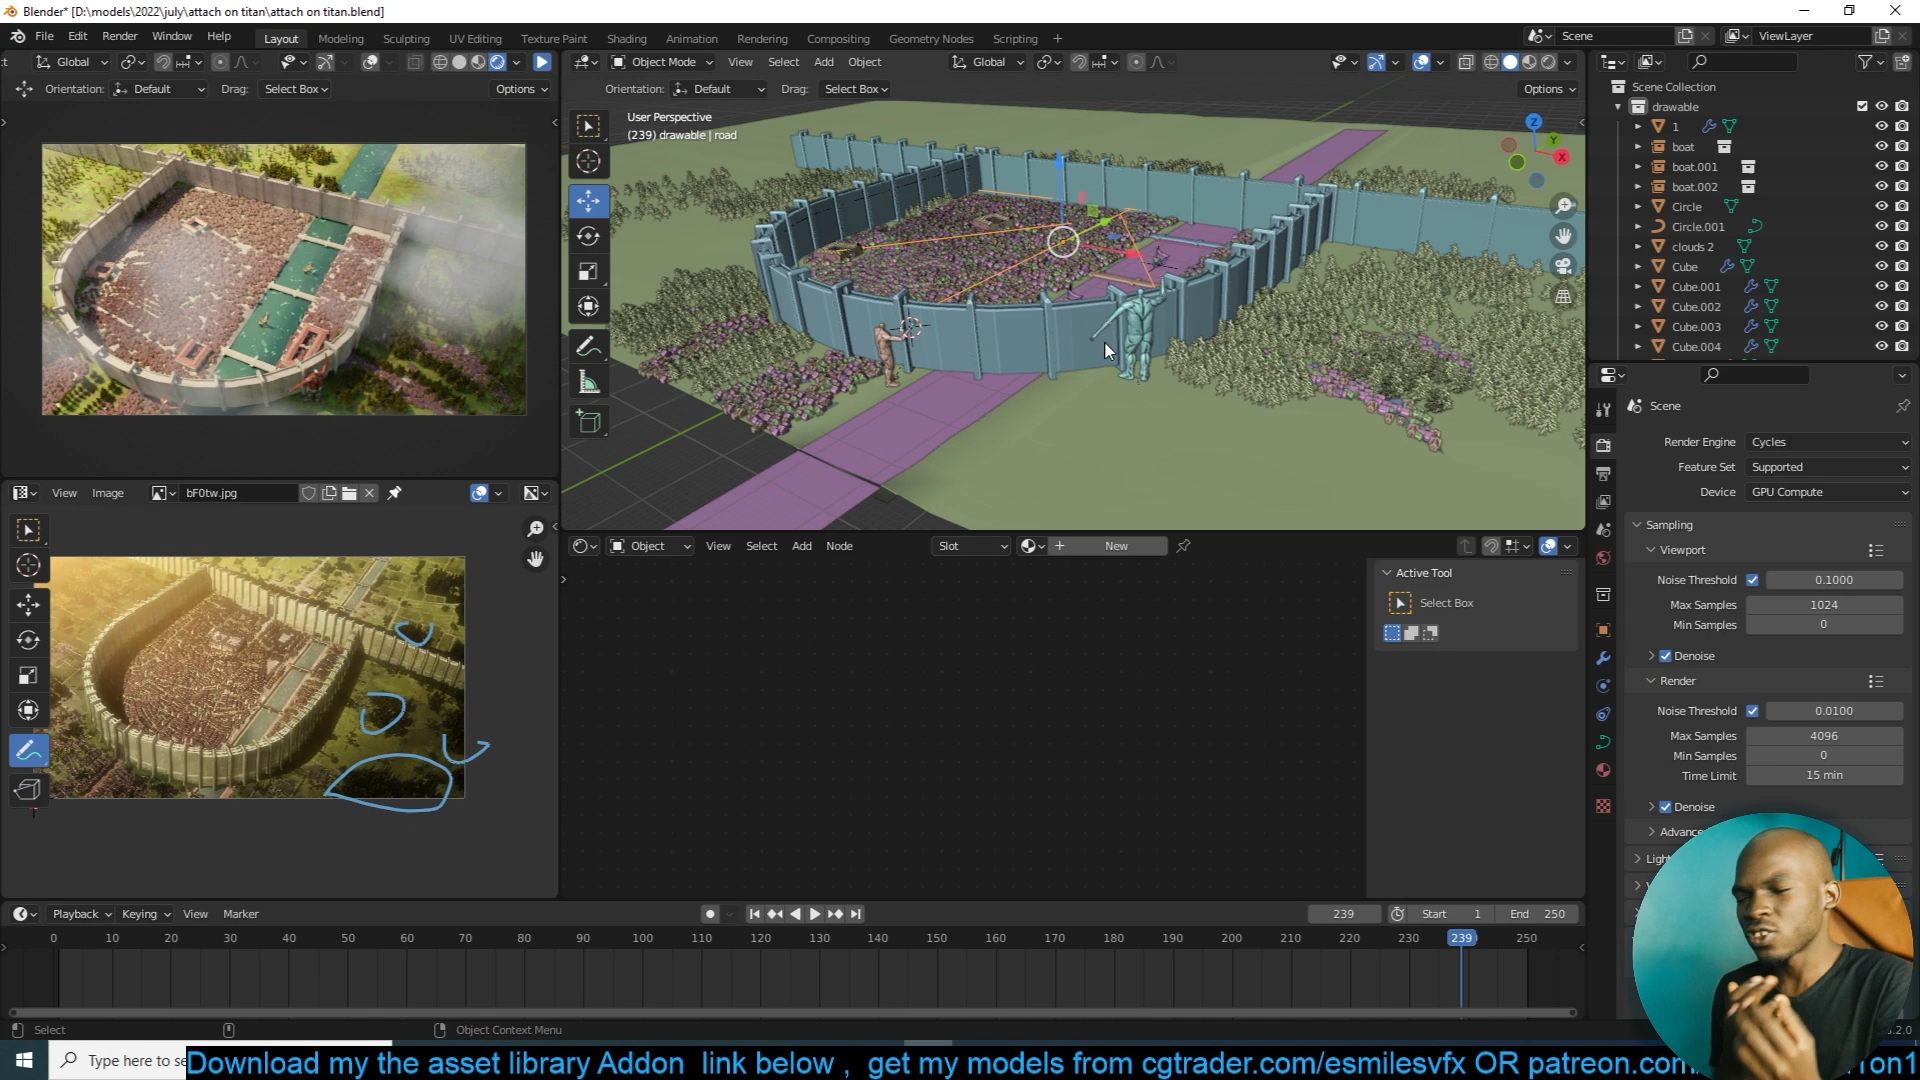 Blender* [D:\models\2022\july\attach on titan\attach on titan.blend]
File Edit Render Window Help Layout Modeling Sculpting UV Editing Texture Paint Shading Animation Rendering Compositing Geometry Nodes Scripting + Scene ViewLayer
Global
Object Mode View Select Add Object Global
Orientation: Default Drag: Select Box Options
Orientation: Default Drag: Select Box Options
User Perspective
(239) drawable | road
Z
Y
X
Scene Collection
drawable
1
boat
boat.001
boat.002
Circle
Circle.001
clouds 2
Cube
Cube.001
Cube.002
Cube.003
Cube.004
Scene
Render Engine Cycles
Feature Set Supported
Device GPU Compute
Sampling
Viewport
Noise Threshold 0.1000
Max Samples 1024
Min Samples 0
Denoise
Render
Noise Threshold 0.0100
Max Samples 4096
Min Samples 0
Time Limit 15 min
Denoise
View Image bF0tw.jpg
Object View Select Add Node Slot New
Active Tool
Select Box
Playback Keying View Marker 239 Start 1 End 250
0 10 20 30 40 50 60 70 80 90 100 110 120 130 140 150 160 170 180 190 200 210 220 230 239 250
Select Object Context Menu
Type here to se
Download my the asset library Addon link below , get my models from cgtrader.com/esmilesvfx OR patreon.com